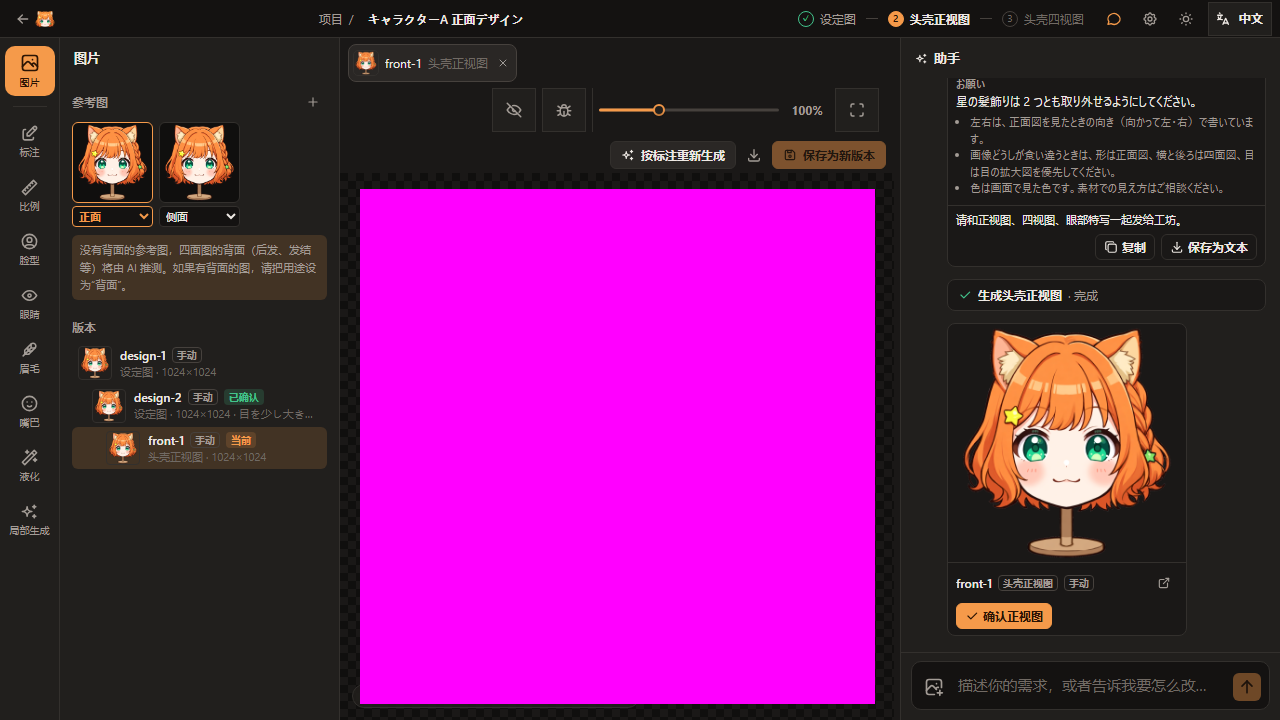 项目 / キャラクターA 正面デザイン
设定图
2 头壳正视图
3 头壳四视图
中文
图片
标注
比例
脸型
眼睛
眉毛
嘴巴
液化
局部生成
图片
参考图
正面
侧面
没有背面的参考图，四面图的背面（后发、发结
等）将由 AI 推测。如果有背面的图，请把用途设
为“背面”。
版本
design-1 手动
设定图 · 1024×1024
design-2 手动 已确认
设定图 · 1024×1024 · 目を少し大き...
front-1 手动 当前
头壳正视图 · 1024×1024
front-1 头壳正视图
100%
按标注重新生成
保存为新版本
助手
お願い
星の髪飾りは 2 つとも取り外せるようにしてください。
左右は、正面図を見たときの向き（向かって左・右）で書いていま
す。
画像どうしが食い違うときは、形は正面図、横と後ろは四面図、目
は目の拡大図を優先してください。
色は画面で見た色です。素材での見え方はご相談ください。
请和正视图、四视图、眼部特写一起发给工坊。
复制
保存为文本
生成头壳正视图 · 完成
front-1 头壳正视图 手动
确认正视图
描述你的需求，或者告诉我要怎么改...